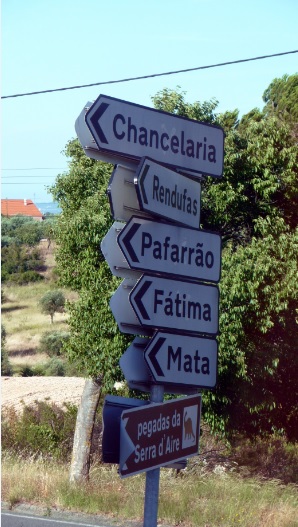 Chancelaria
Rendufas
Pafarrão
Fátima
Mata
pegadas da
Serra d'Aire